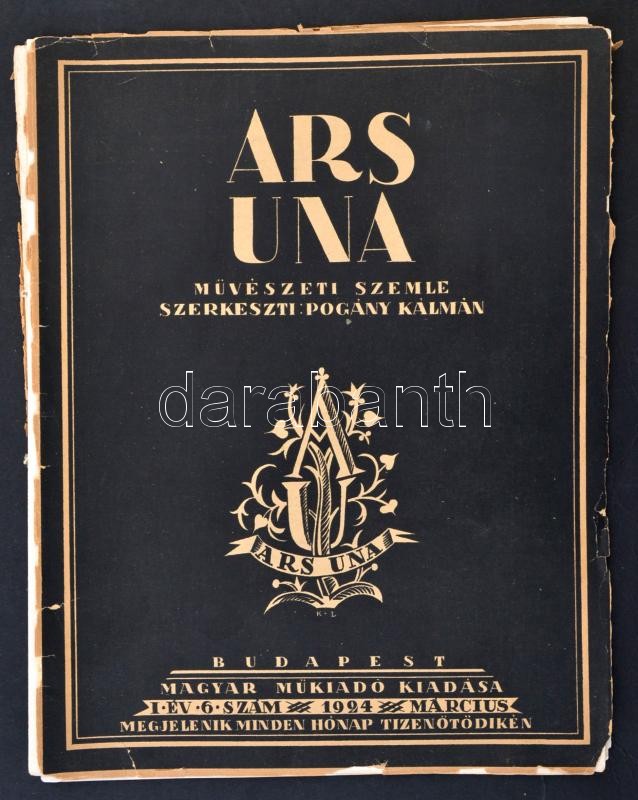 ARS
UNA
MŰVÉSZETI SZEMLE
SZERKESZTI: POGÁNY KÁLMÁN
darabanth
A
U
ARS UNA
K·L
BUDAPEST
MAGYAR MŰKIADÓ KIADÁSA
I·ÉV·6·SZÁM 1924 MÁRCIUS
MEGJELENIK MINDEN HÓNAP TIZENÖTÖDIKÉN